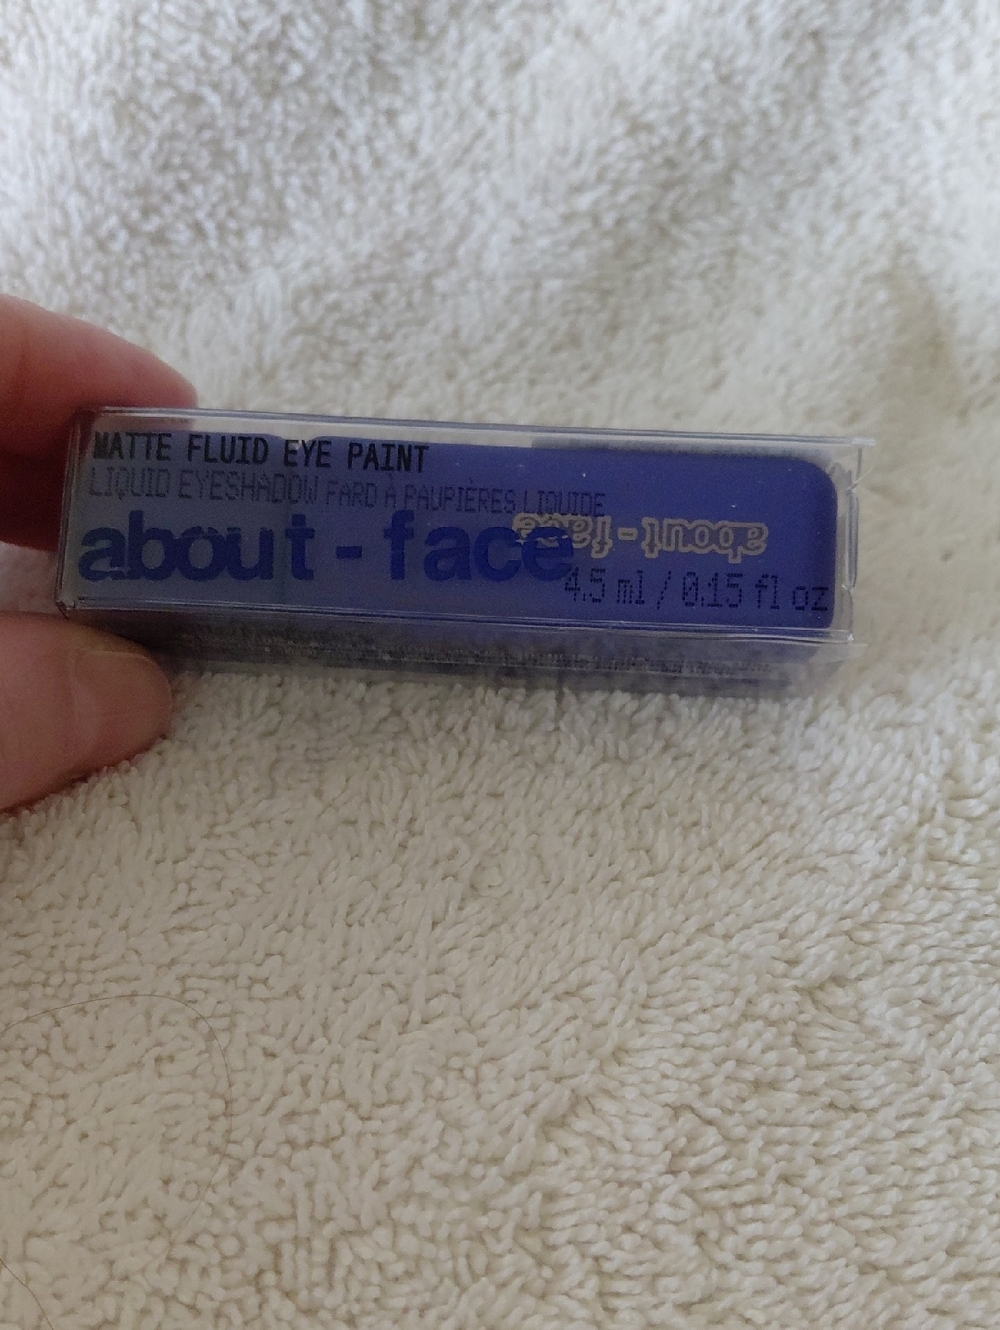 MATTE FLUID EYE PAINT
LIQUID EYESHADOW FARD À PAUPIÈRES LIQUIDE
about-face
about-face
4.5 ml / 0.15 fl oz